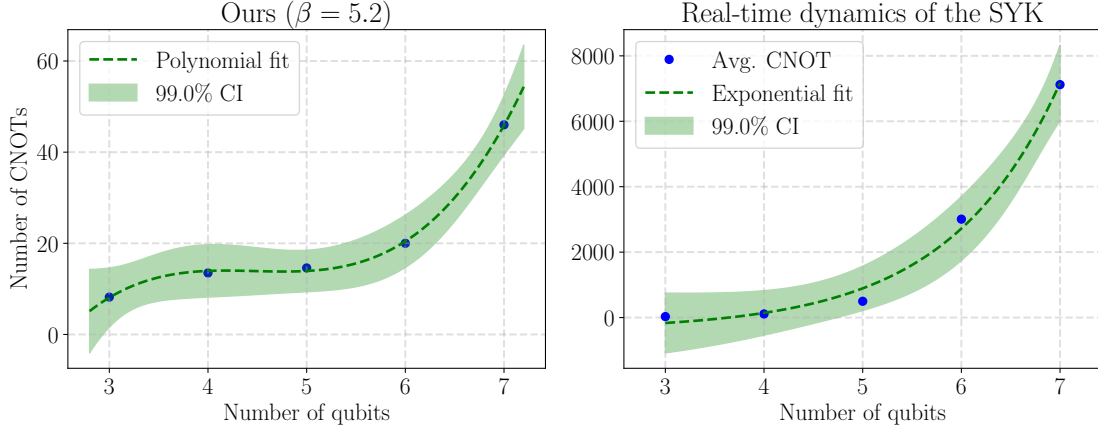 Ours (β = 5.2)
Number of CNOTs
60
40
20
0
Polynomial fit
99.0% CI
3 4 5 6 7
Number of qubits
Real-time dynamics of the SYK
8000
6000
4000
2000
0
Avg. CNOT
Exponential fit
99.0% CI
3 4 5 6 7
Number of qubits